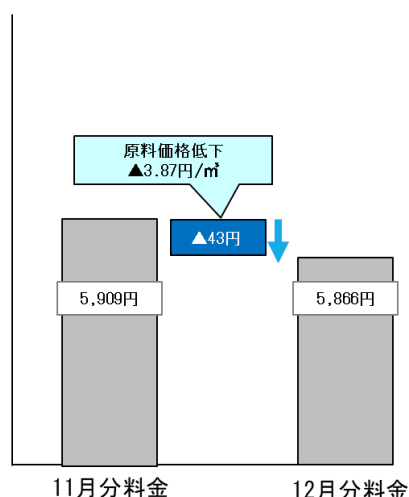 原料価格低下
▲3.87円/㎥
▲43円
5,909円
5,866円
11月分料金
12月分料金